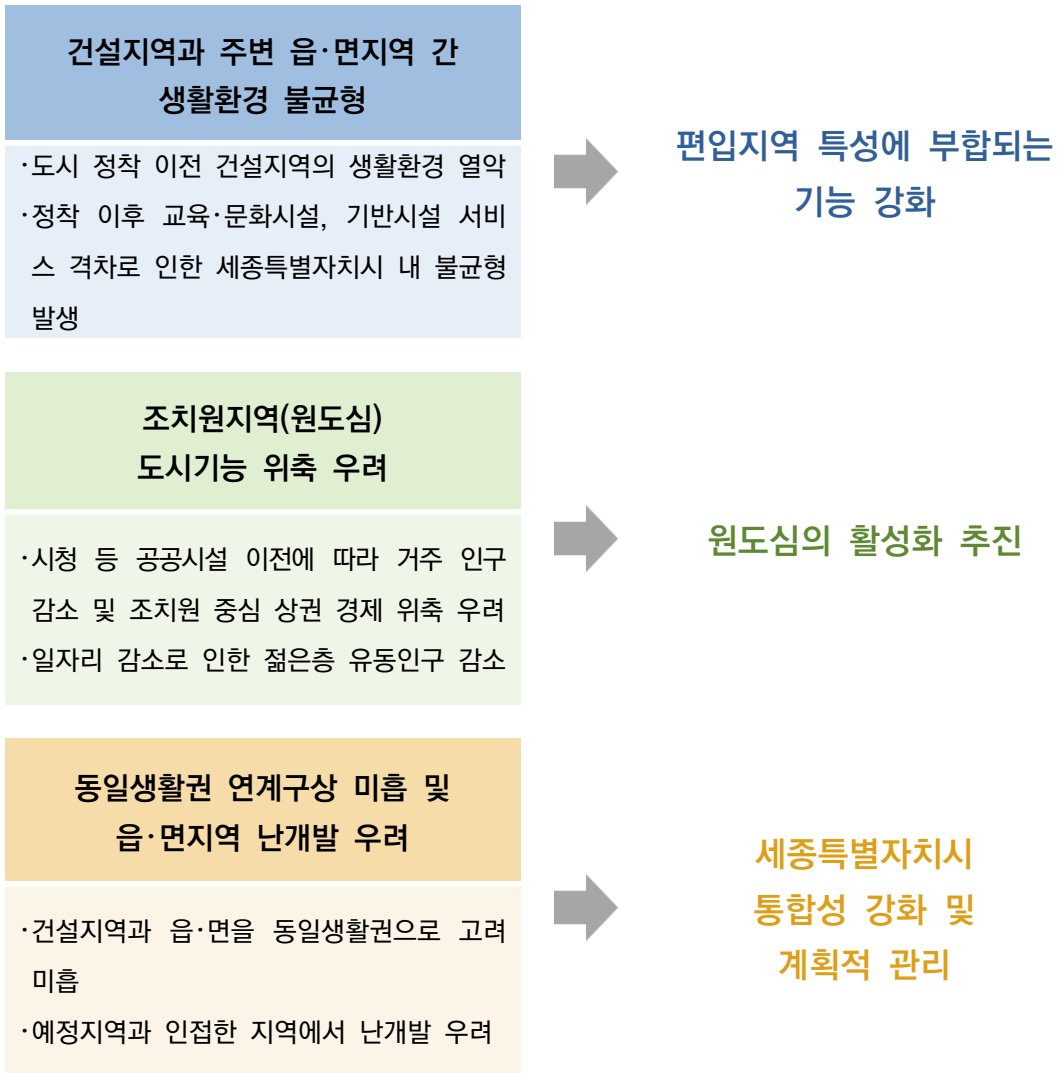 건설지역과 주변 읍·면지역 간
생활환경 불균형
·도시 정착 이전 건설지역의 생활환경 열악
·정착 이후 교육·문화시설, 기반시설 서비
스 격차로 인한 세종특별자치시 내 불균형
발생
편입지역 특성에 부합되는
기능 강화
조치원지역(원도심)
도시기능 위축 우려
·시청 등 공공시설 이전에 따라 거주 인구
감소 및 조치원 중심 상권 경제 위축 우려
·일자리 감소로 인한 젊은층 유동인구 감소
원도심의 활성화 추진
동일생활권 연계구상 미흡 및
읍·면지역 난개발 우려
·건설지역과 읍·면을 동일생활권으로 고려
미흡
·예정지역과 인접한 지역에서 난개발 우려
세종특별자치시
통합성 강화 및
계획적 관리